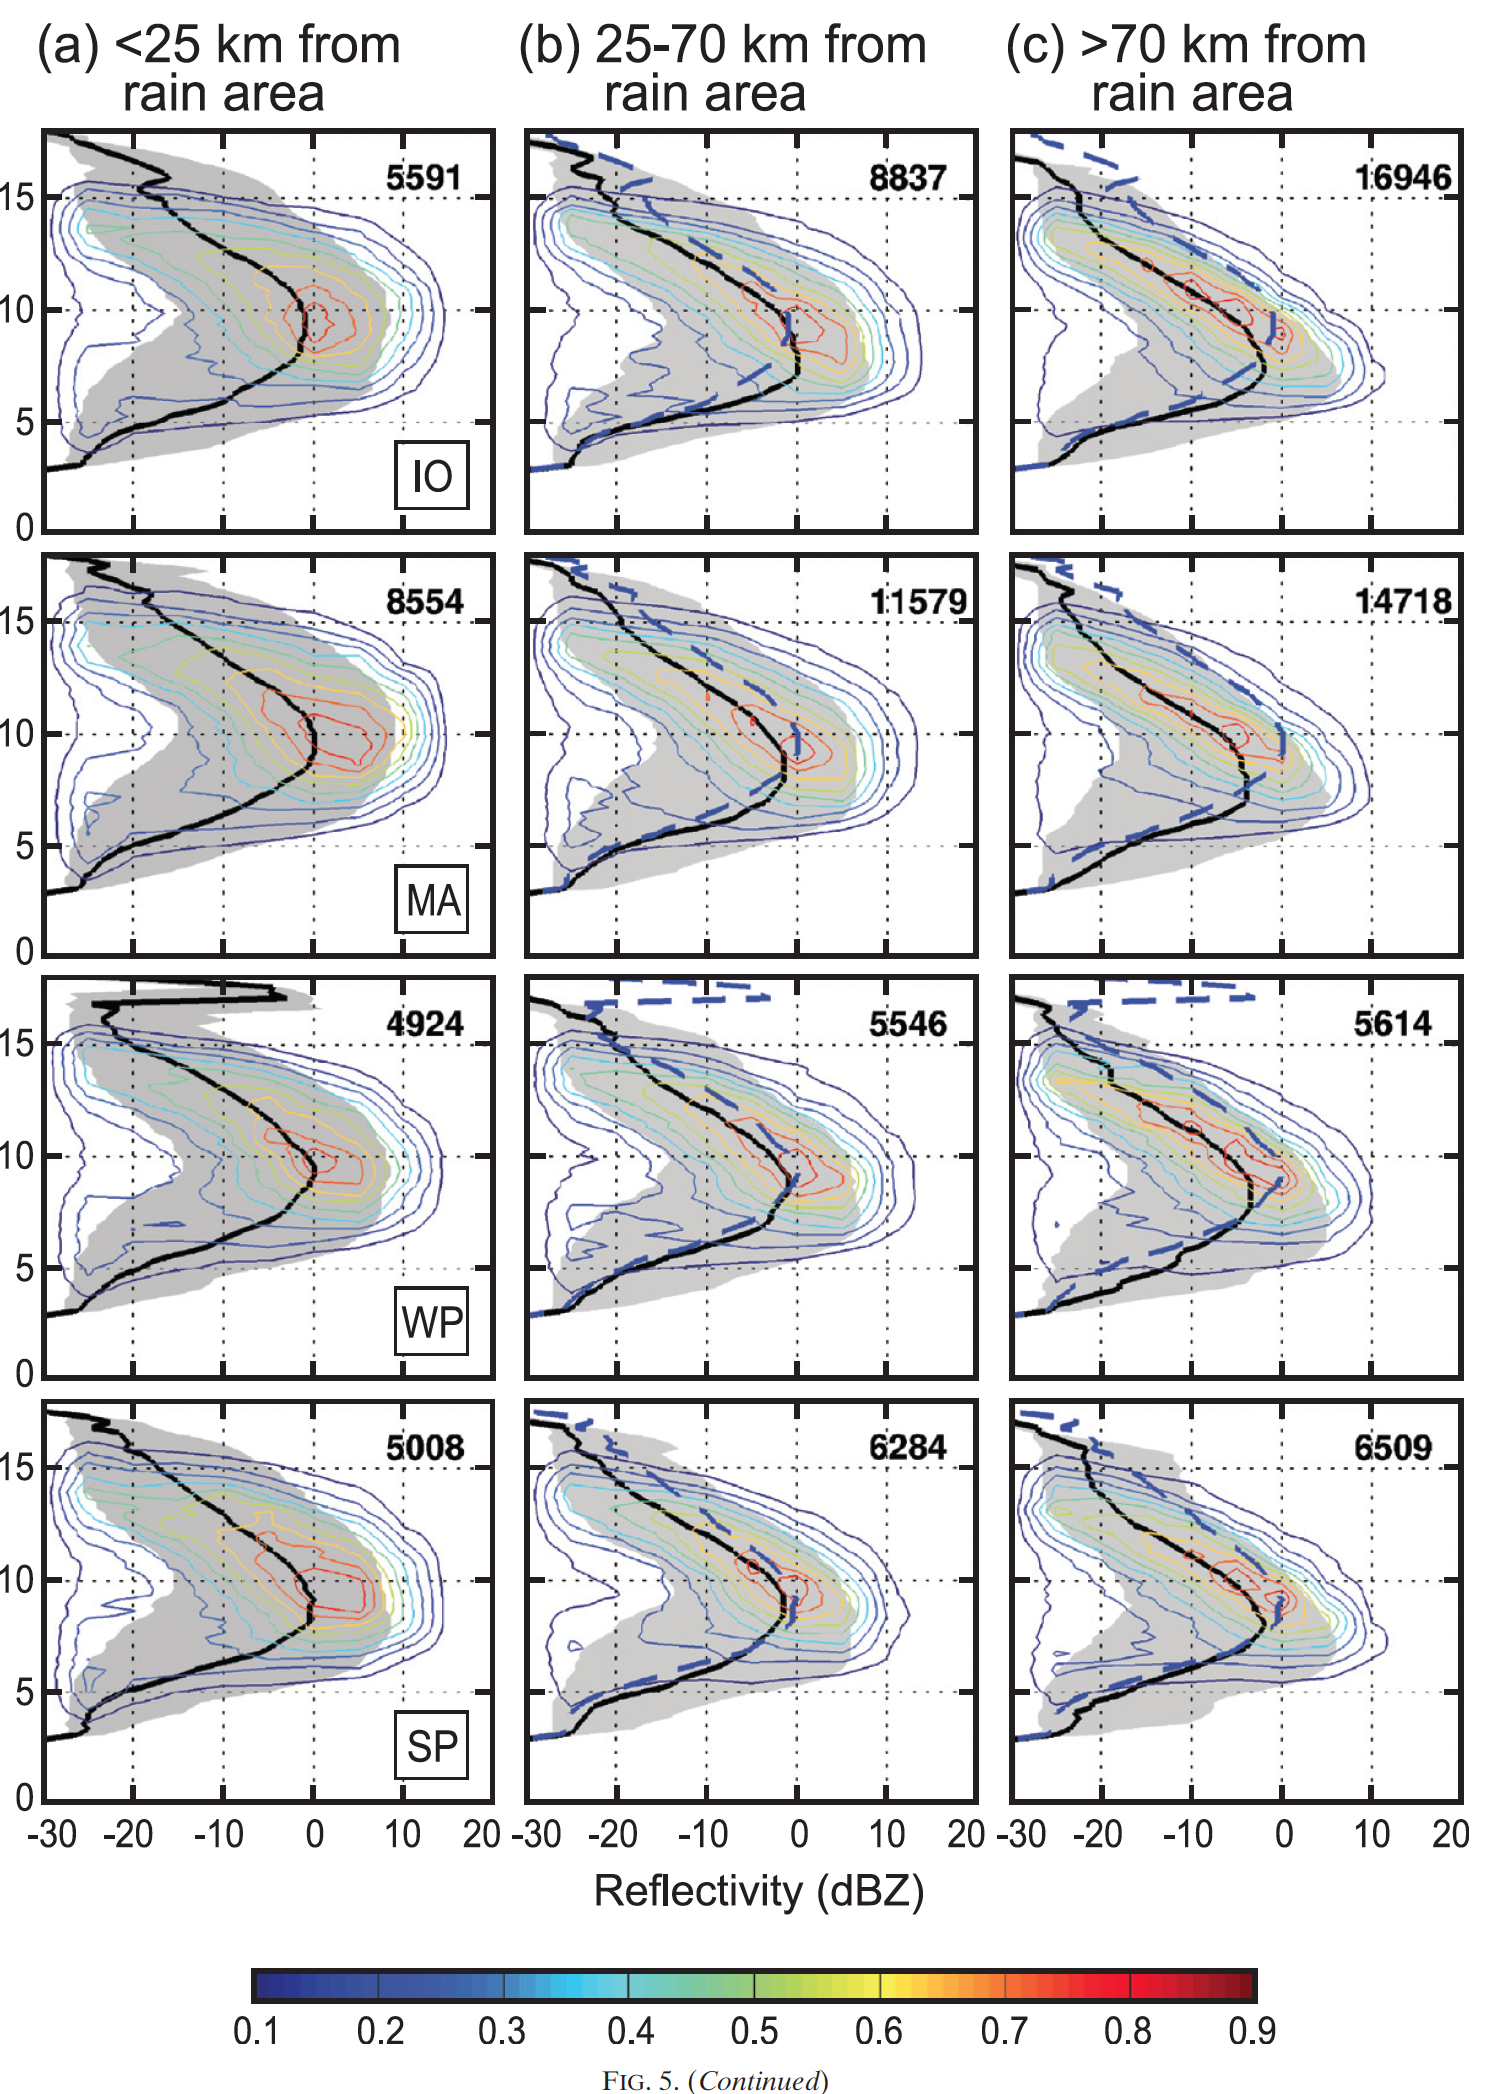 (a) <25 km from (b) 25-70 km from (c) >70 km from
rain area rain area rain area
5591 8837 16946
15
10
5
IO
0
8554 11579 14718
15
10
5
MA
0
4924 5546 5614
15
10
5
WP
0
5008 6284 6509
15
10
5
SP
0
-30 -20 -10 0 10 20 -30 -20 -10 0 10 20 -30 -20 -10 0 10 20
Reflectivity (dBZ)
0.1 0.2 0.3 0.4 0.5 0.6 0.7 0.8 0.9
FIG. 5. (Continued)